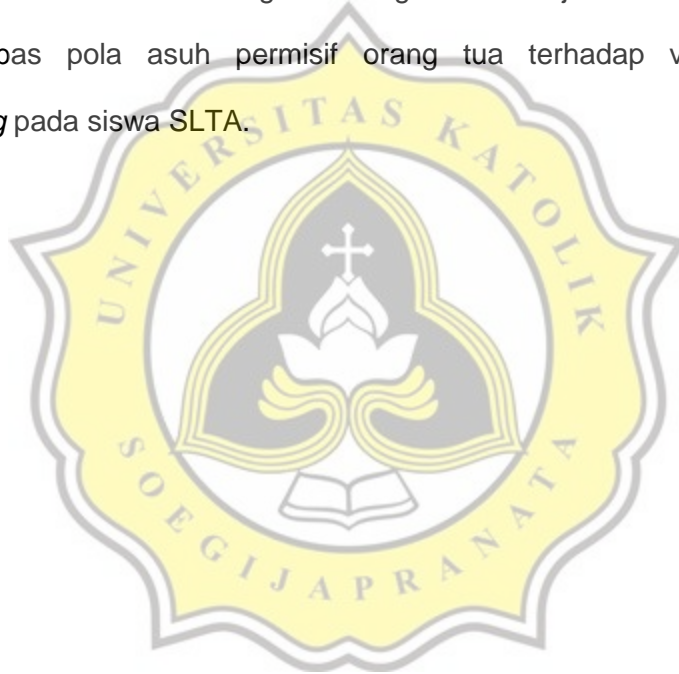 pas pola asuh permisif orang tua terhadap v
g pada siswa SLTA.
UNIVERSITAS KATOLIK
SOEGIJAPRANATA